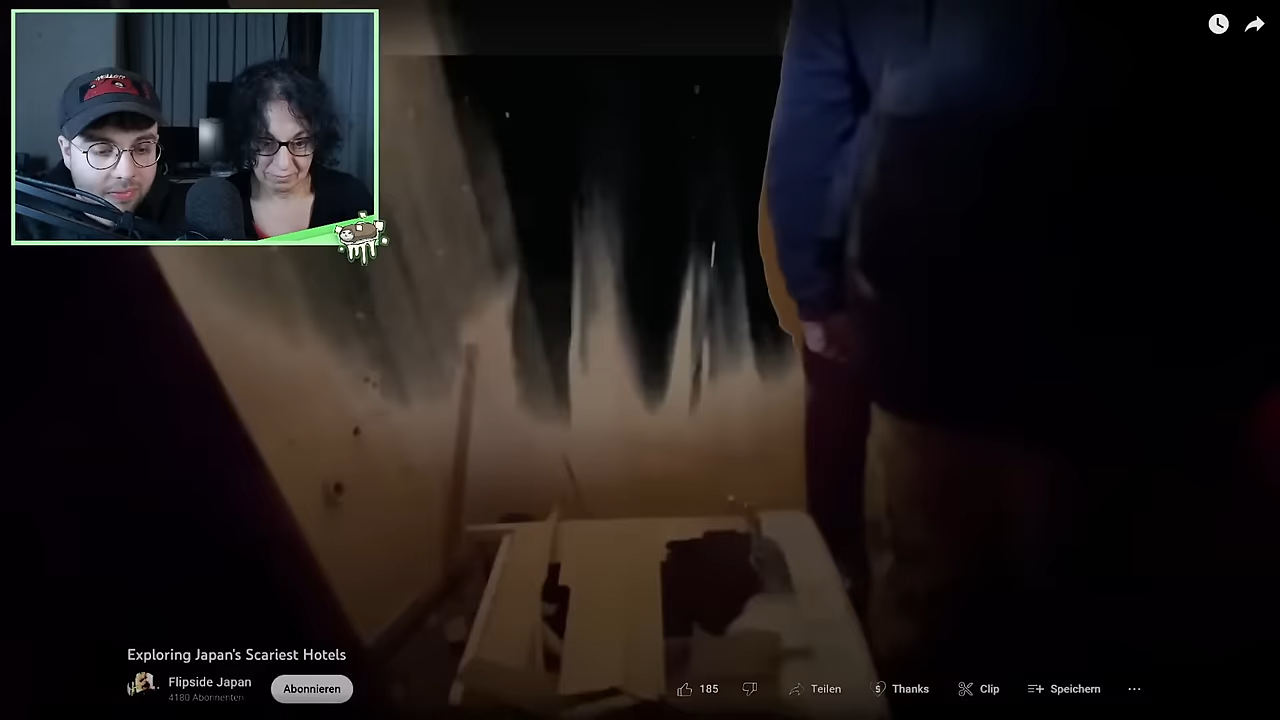 Exploring Japan's Scariest Hotels
Flipside Japan
4180 Abonnenten
Abonnieren
185
Teilen
Thanks
Clip
Speichern